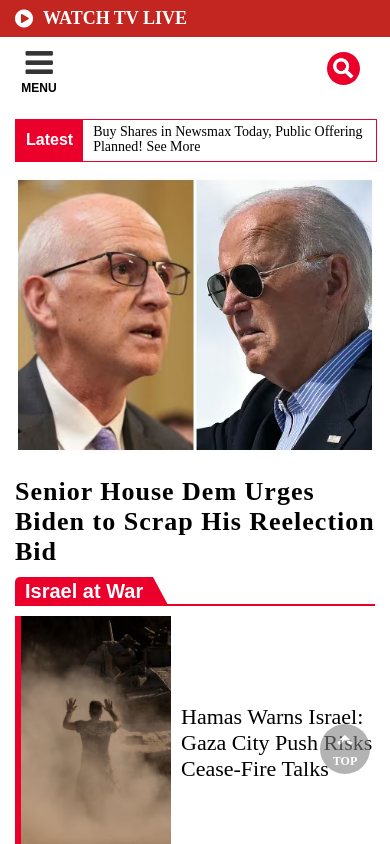 WATCH TV LIVE
MENU
Latest
Buy Shares in Newsmax Today, Public Offering
Planned! See More
Senior House Dem Urges
Biden to Scrap His Reelection
Bid
Israel at War
Hamas Warns Israel:
Gaza City Push Risks
Cease-Fire Talks
TOP